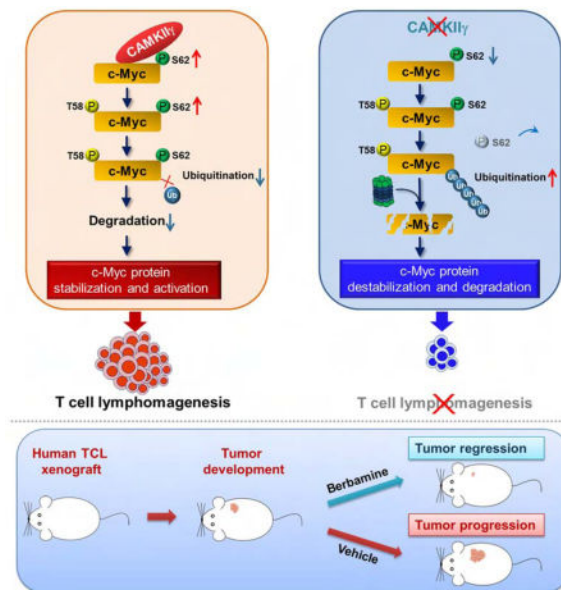 CAMKIIγ
P S62
c-Myc
T58 P P S62
c-Myc
T58 P P S62
c-Myc
Ubiquitination
Ub
Degradation
c-Myc protein
stabilization and activation
T cell lymphomagenesis
CAMKIIγ
P S62
c-Myc
T58 P P S62
c-Myc
P S62
T58 P
c-Myc
Ubiquitination
Ub
Ub
Ub
Ub
c-Myc
c-Myc protein
destabilization and degradation
T cell lymphomagenesis
Human TCL
xenograft
Tumor
development
Berbamine
Vehicle
Tumor regression
Tumor progression